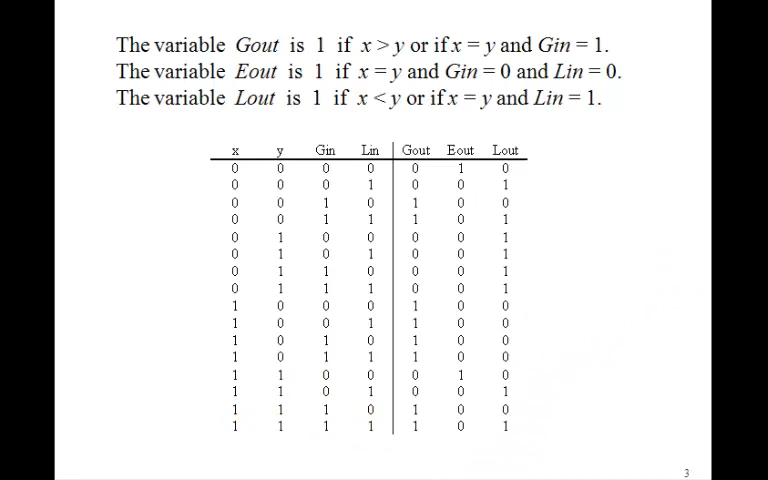 The variable Gout is 1 if x > y or if x = y and Gin = 1.
The variable Eout is 1 if x = y and Gin = 0 and Lin = 0.
The variable Lout is 1 if x < y or if x = y and Lin = 1.
x y Gin Lin Gout Eout Lout
0 0 0 0 0 1 0
0 0 0 1 0 0 1
0 0 1 0 1 0 0
0 0 1 1 1 0 1
0 1 0 0 0 0 1
0 1 0 1 0 0 1
0 1 1 0 0 0 1
0 1 1 1 0 0 1
1 0 0 0 1 0 0
1 0 0 1 1 0 0
1 0 1 0 1 0 0
1 0 1 1 1 0 0
1 1 0 0 0 1 0
1 1 0 1 0 0 1
1 1 1 0 1 0 0
1 1 1 1 1 0 1
3